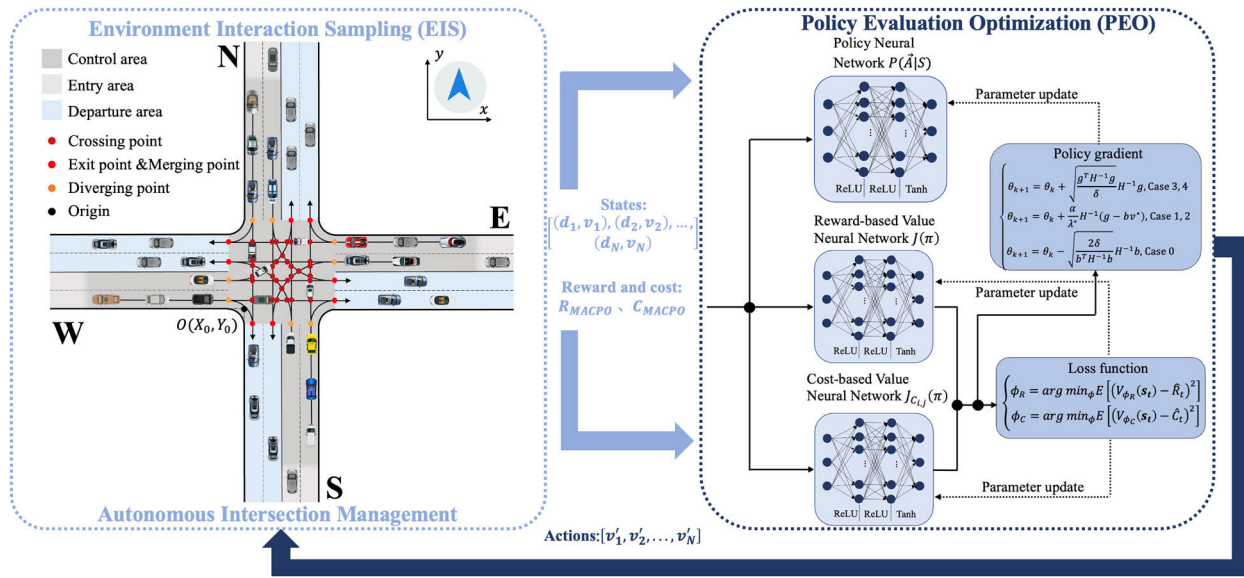 Environment Interaction Sampling (EIS)
Control area
Entry area
Departure area
Crossing point
Exit point &Merging point
Diverging point
Origin
N
y
x
E
W
O(X₀, Y₀)
S
Autonomous Intersection Management
States:
[(d₁, v₁), (d₂, v₂), ...,
(d_N, v_N)]
Reward and cost:
R_MACPO 、 C_MACPO
Actions:[v′₁, v′₂, ..., v′_N]
Policy Evaluation Optimization (PEO)
Policy Neural
Network P(A⃗|S)
ReLU ReLU Tanh
Reward-based Value
Neural Network J(π)
ReLU ReLU Tanh
Cost-based Value
Neural Network J_{C_{i,j}}(π)
ReLU ReLU Tanh
Parameter update
Policy gradient
θ_{k+1} = θ_k + √(gᵀH⁻¹g / δ) H⁻¹g, Case 3, 4
θ_{k+1} = θ_k + α/λ* H⁻¹(g − bv*), Case 1, 2
θ_{k+1} = θ_k − √(2δ / bᵀH⁻¹b) H⁻¹b, Case 0
Parameter update
Loss function
ϕ_R = arg min_ϕ E [(V_{ϕ_R}(s_t) − R̂_t)²]
ϕ_C = arg min_ϕ E [(V_{ϕ_C}(s_t) − Ĉ_t)²]
Parameter update